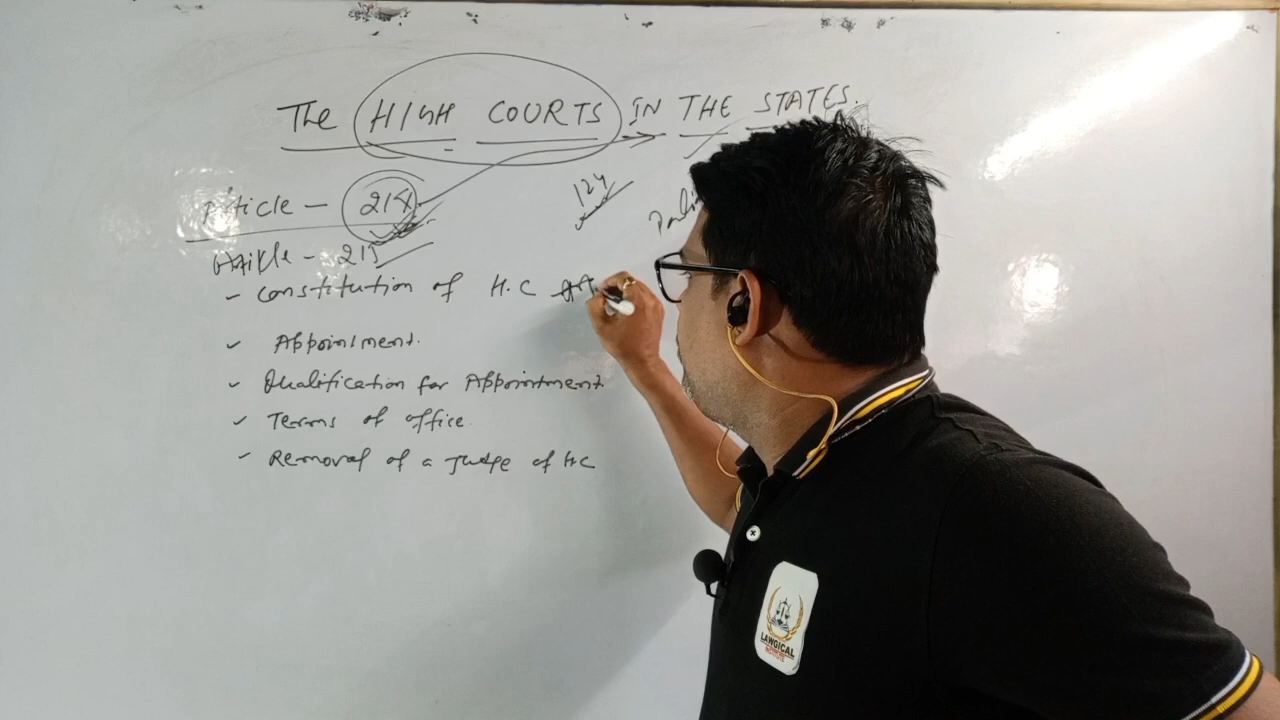 The HIGH COURTS IN THE STATES.
Article - 214
124
Article - 215
- Constitution of H.C
- Appointment.
- Qualification for Appointment
- Terms of office.
- Removal of a Judge of H.C
LAWGICAL
INSTITUTE